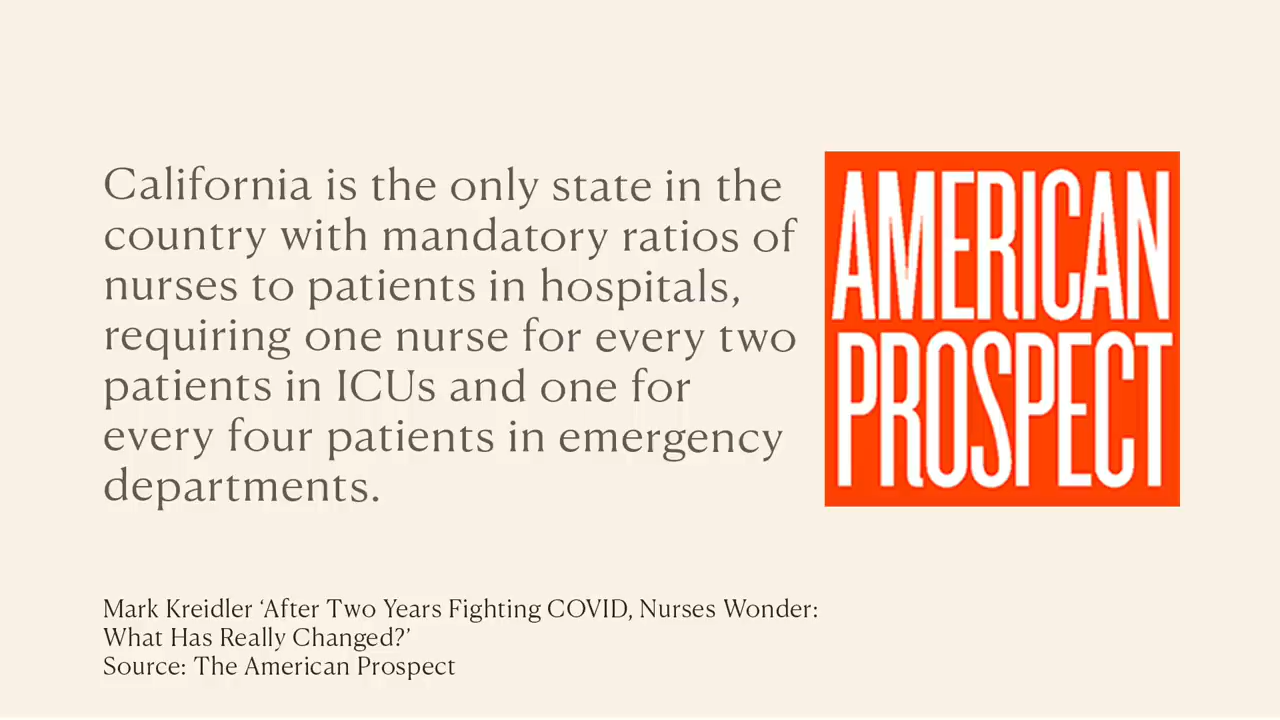 California is the only state in the
country with mandatory ratios of
nurses to patients in hospitals,
requiring one nurse for every two
patients in ICUs and one for
every four patients in emergency
departments.
AMERICAN
PROSPECT
Mark Kreidler ‘After Two Years Fighting COVID, Nurses Wonder:
What Has Really Changed?’
Source: The American Prospect